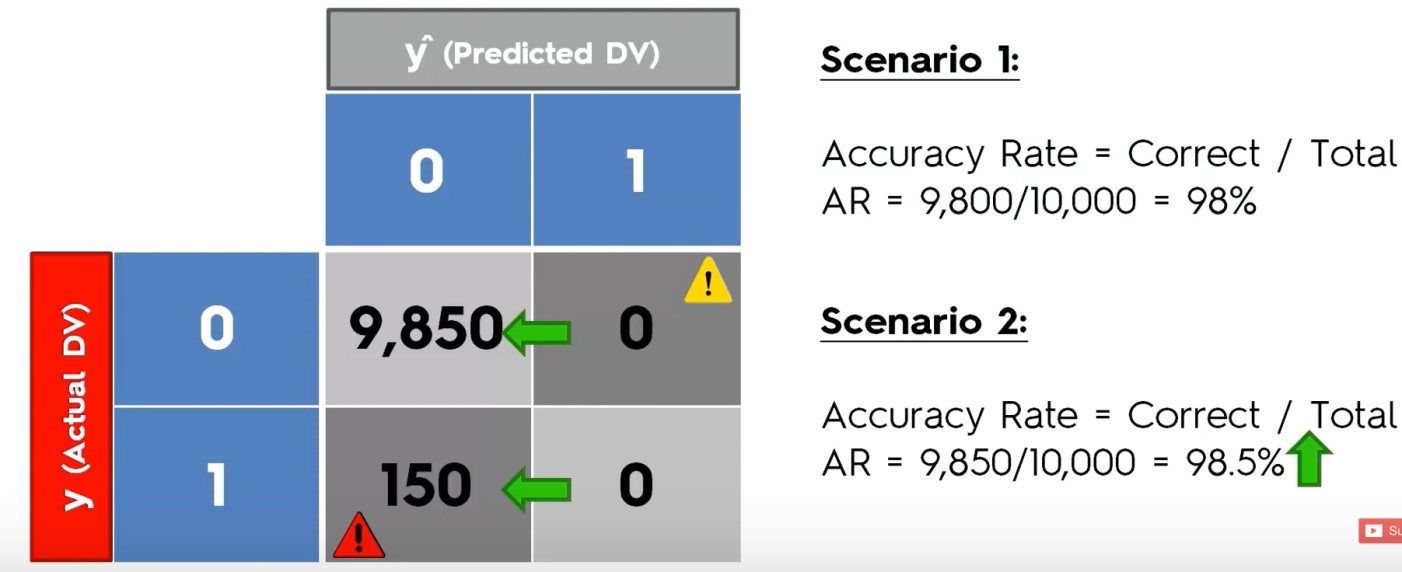 ŷ (Predicted DV)
0 1
y (Actual DV)
0 9,850 0
1 150 0
Scenario 1:
Accuracy Rate = Correct / Total
AR = 9,800/10,000 = 98%
Scenario 2:
Accuracy Rate = Correct / Total
AR = 9,850/10,000 = 98.5%